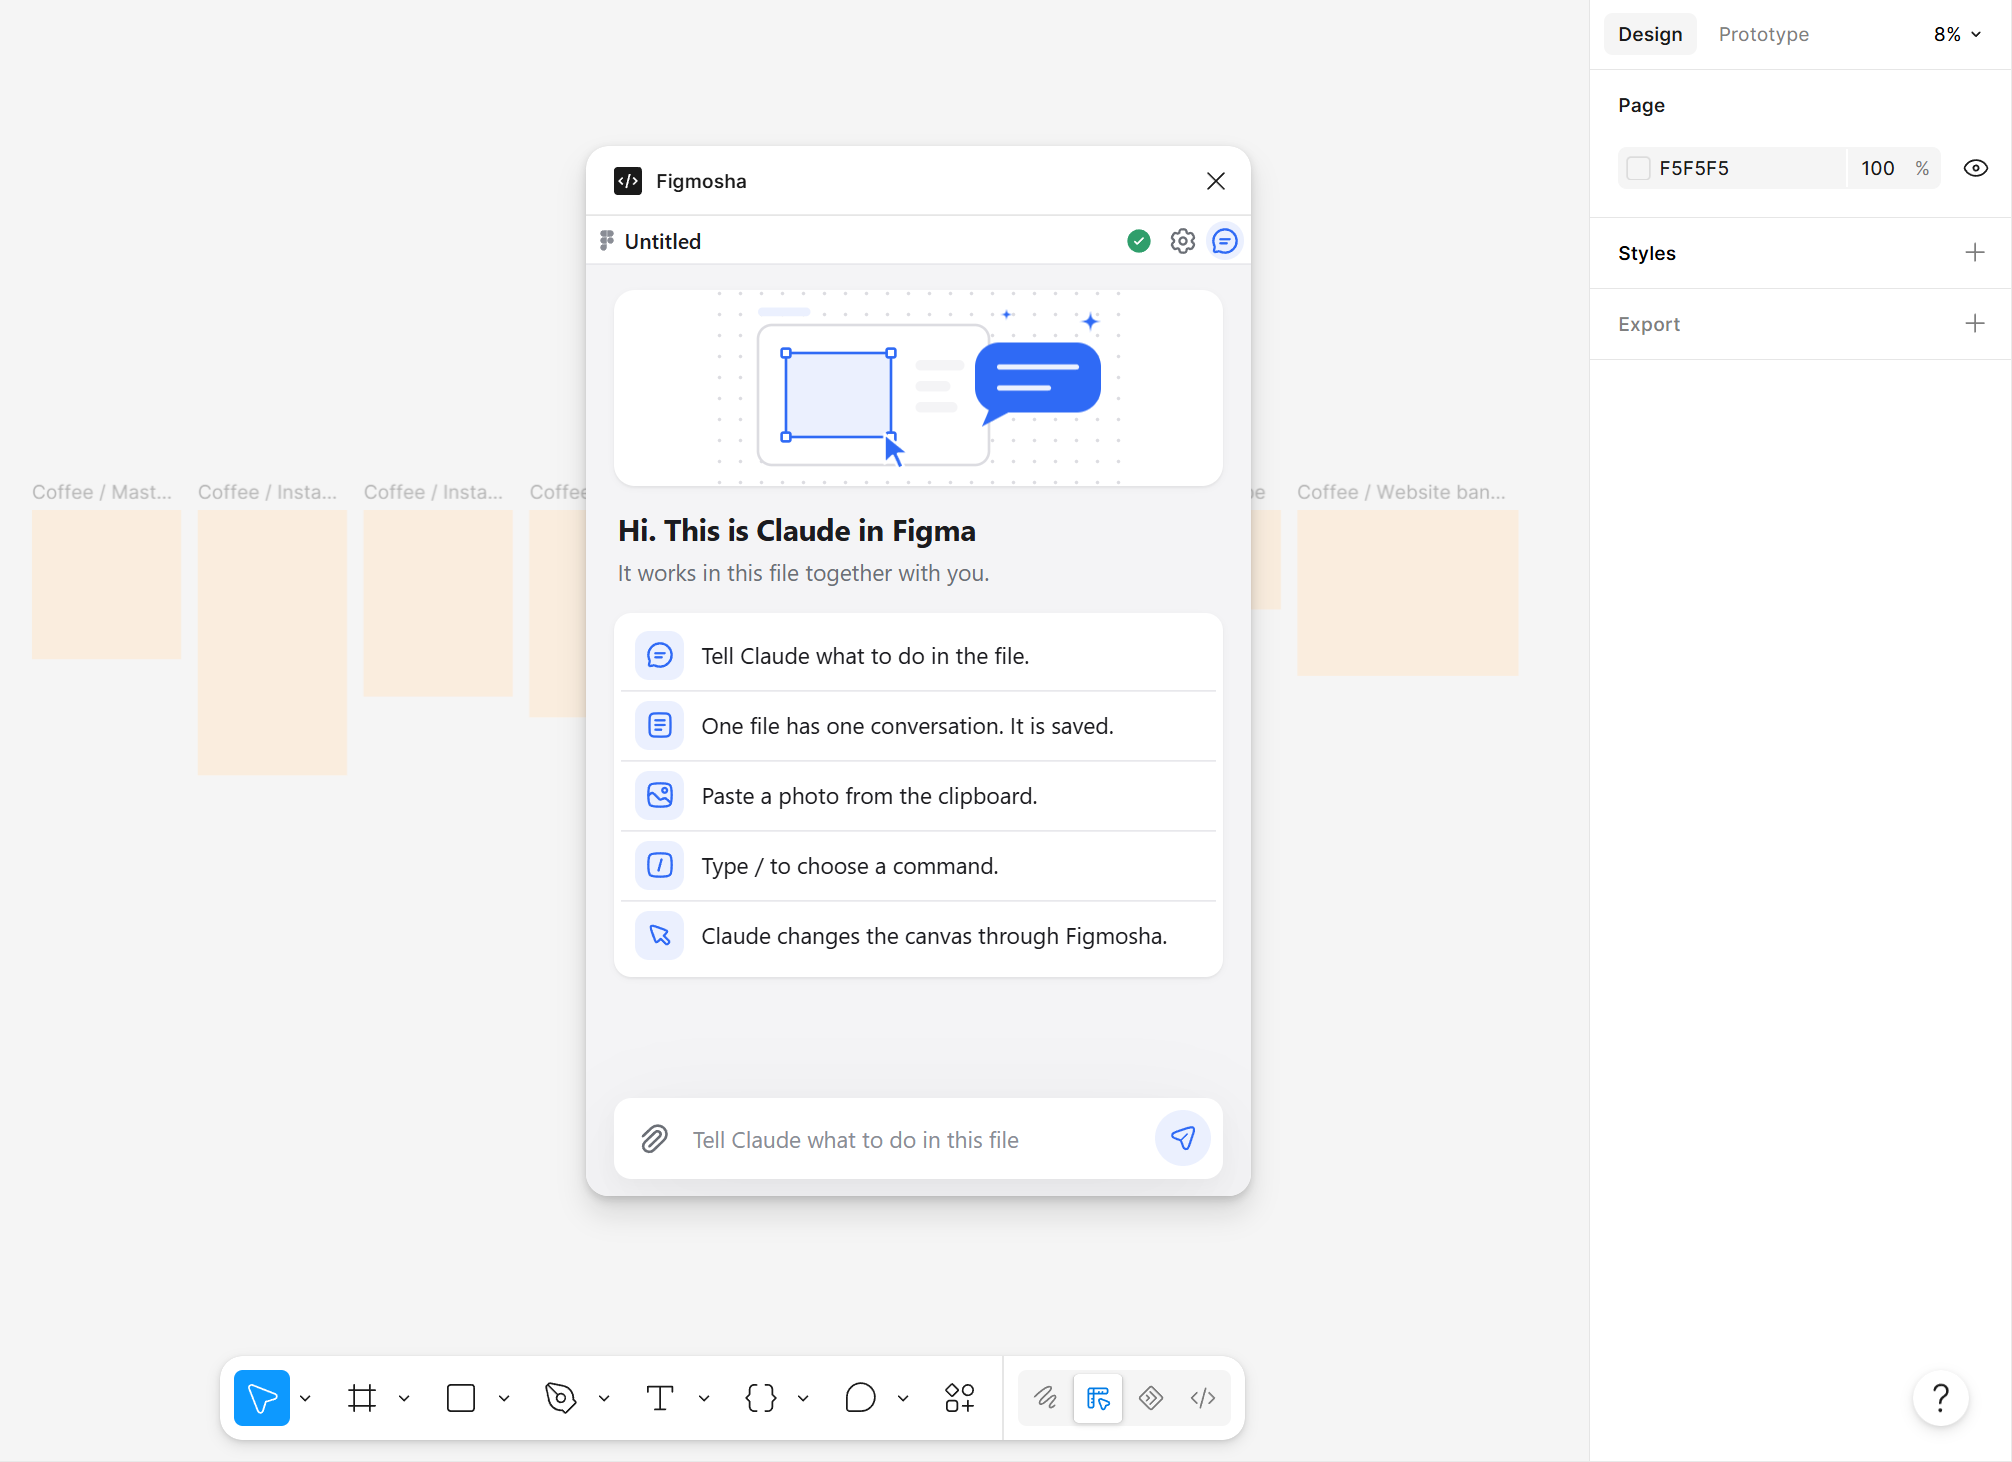 Design
Prototype
8%
Page
F5F5F5
100
%
Styles
Export
Figmosha
Untitled
Coffee / Mast...
Coffee / Insta...
Coffee / Insta...
Coffee
Coffee / Website ban...
Hi. This is Claude in Figma
It works in this file together with you.
Tell Claude what to do in the file.
One file has one conversation. It is saved.
Paste a photo from the clipboard.
Type / to choose a command.
Claude changes the canvas through Figmosha.
Tell Claude what to do in this file
?